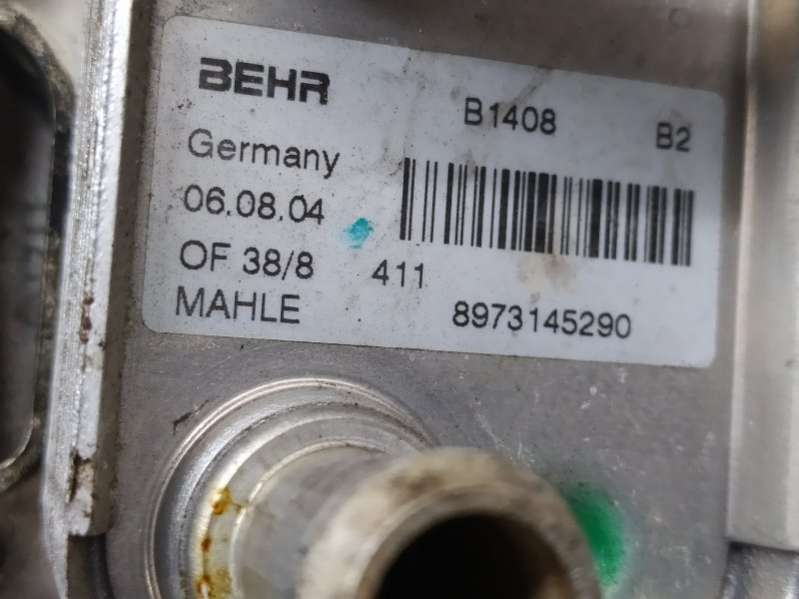 BEHR B1408 B2
Germany
06.08.04
OF 38/8 411
MAHLE 8973145290